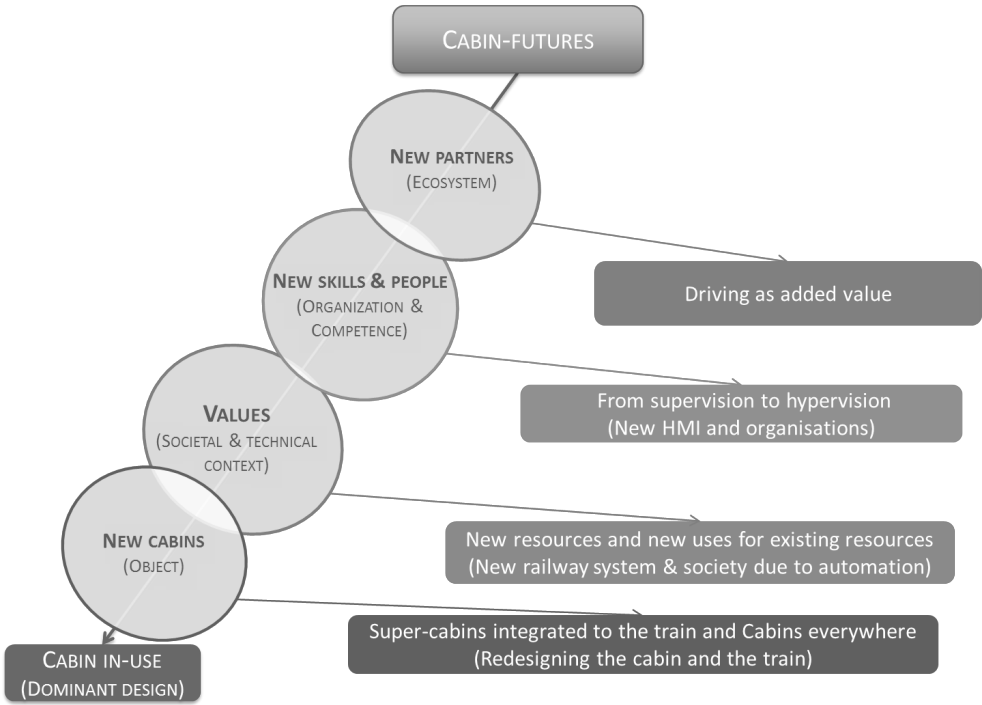 CABIN-FUTURES
NEW PARTNERS
(ECOSYSTEM)
Driving as added value
NEW SKILLS & PEOPLE
(ORGANIZATION &
COMPETENCE)
From supervision to hypervision
(New HMI and organisations)
VALUES
(SOCIETAL & TECHNICAL
CONTEXT)
New resources and new uses for existing resources
(New railway system & society due to automation)
NEW CABINS
(OBJECT)
Super-cabins integrated to the train and Cabins everywhere
(Redesigning the cabin and the train)
CABIN IN-USE
(DOMINANT DESIGN)